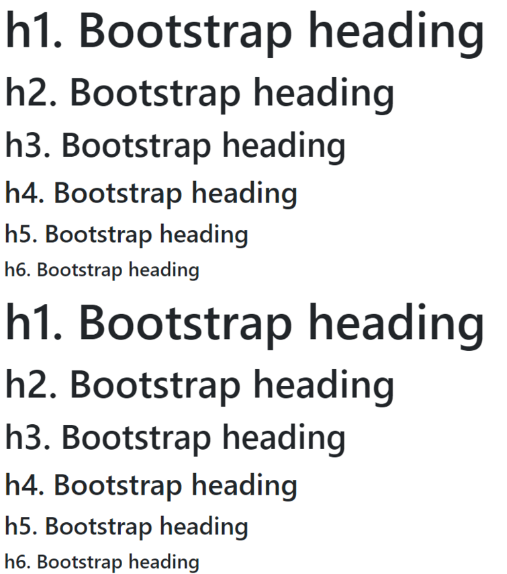 h1. Bootstrap heading
h2. Bootstrap heading
h3. Bootstrap heading
h4. Bootstrap heading
h5. Bootstrap heading
h6. Bootstrap heading
h1. Bootstrap heading
h2. Bootstrap heading
h3. Bootstrap heading
h4. Bootstrap heading
h5. Bootstrap heading
h6. Bootstrap heading